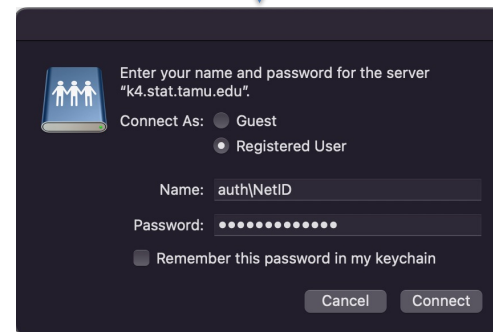 Enter your name and password for the server
“k4.stat.tamu.edu”.
Connect As: Guest
Registered User
Name: auth\NetID
Password: •••••••••••••
Remember this password in my keychain
Cancel Connect